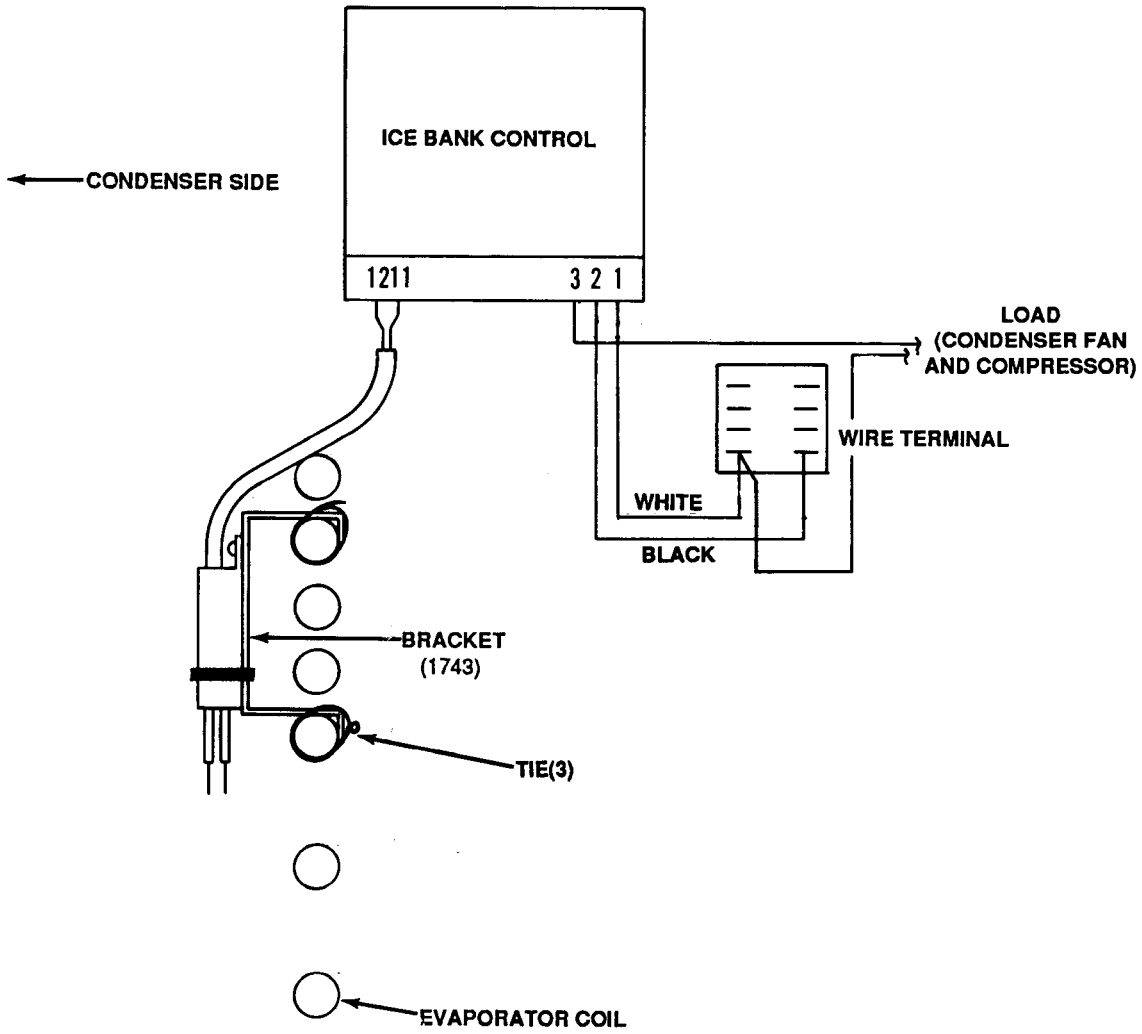 ICE BANK CONTROL
CONDENSER SIDE
1211
3 2 1
LOAD
(CONDENSER FAN
AND COMPRESSOR)
WIRE TERMINAL
WHITE
BLACK
BRACKET
(1743)
TIE(3)
EVAPORATOR COIL